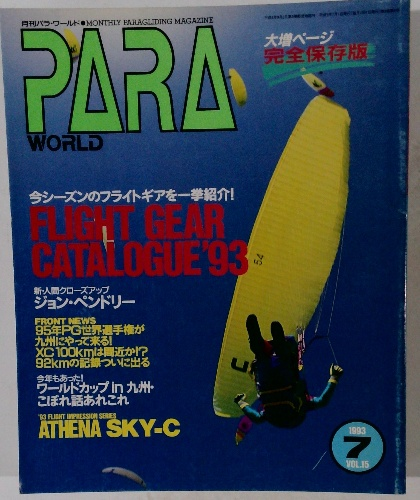 月刊パラ・ワールド●MONTHLY PARAGLIDING MAGAZINE
PARA
WORLD
大増ページ
完全保存版
今シーズンのフライトギアを一挙紹介!
FLIGHT GEAR
CATALOGUE'93
新・人間クローズアップ
ジョン・ペンドリー
FRONT NEWS
95年PG世界選手権が
九州にやって来る!
XC 100kmは間近か!?
92kmの記録ついに出る
今年もあった!
ワールドカップ in 九州・
こぼれ話あれこれ
'93 FLIGHT IMPRESSION SERIES
ATHENA SKY-C
54
1993
7
VOL.15